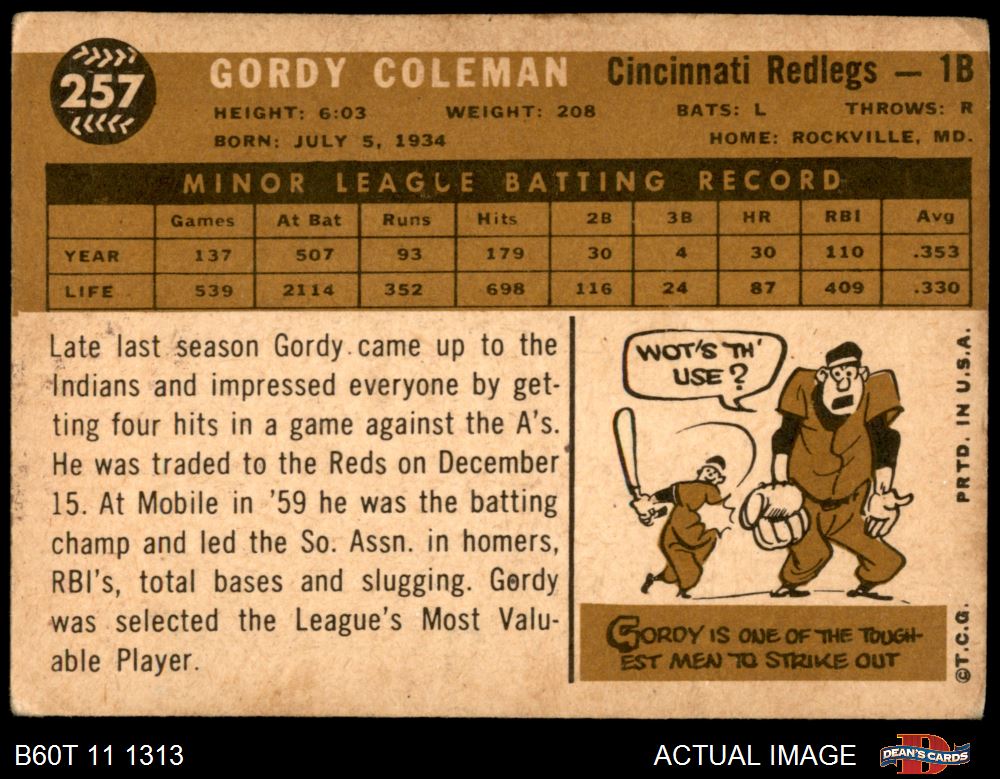 257
GORDY COLEMAN Cincinnati Redlegs — 1B
HEIGHT: 6:03 WEIGHT: 208 BATS: L THROWS: R
BORN: JULY 5, 1934 HOME: ROCKVILLE, MD.
MINOR LEAGUE BATTING RECORD
Games At Bat Runs Hits 2B 3B HR RBI Avg
YEAR 137 507 93 179 30 4 30 110 .353
LIFE 539 2114 352 698 116 24 87 409 .330
Late last season Gordy came up to the
Indians and impressed everyone by get-
ting four hits in a game against the A's.
He was traded to the Reds on December
15. At Mobile in '59 he was the batting
champ and led the So. Assn. in homers,
RBI's, total bases and slugging. Gordy
was selected the League's Most Valu-
able Player.
WOT'S TH'
USE?
GORDY IS ONE OF THE TOUGH-
EST MEN TO STRIKE OUT
PRTD. IN U.S.A.
©T.C.G.
B60T 11 1313
ACTUAL IMAGE
DEAN'S CARDS